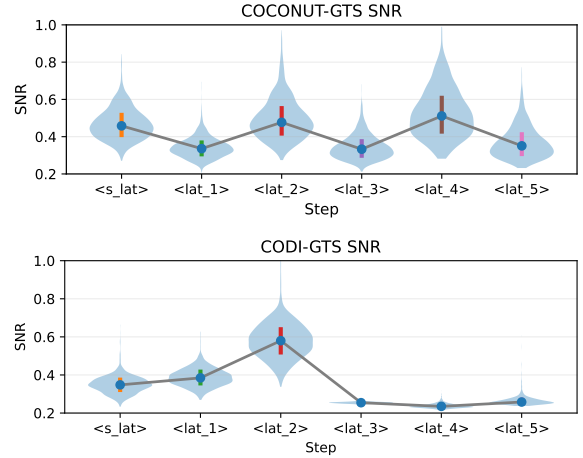 COCONUT-GTS SNR
1.0
0.8
0.6
0.4
0.2
SNR
<s_lat> <lat_1> <lat_2> <lat_3> <lat_4> <lat_5>
Step
CODI-GTS SNR
1.0
0.8
0.6
0.4
0.2
SNR
<s_lat> <lat_1> <lat_2> <lat_3> <lat_4> <lat_5>
Step